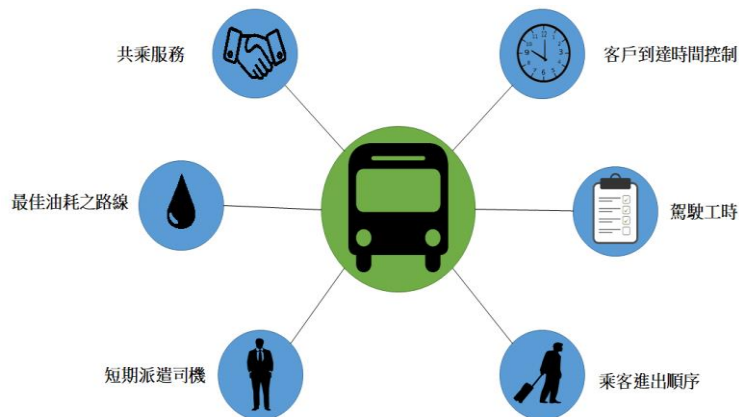 共乘服務
客戶到達時間控制
最佳油耗之路線
駕駛工時
短期派遣司機
乘客進出順序